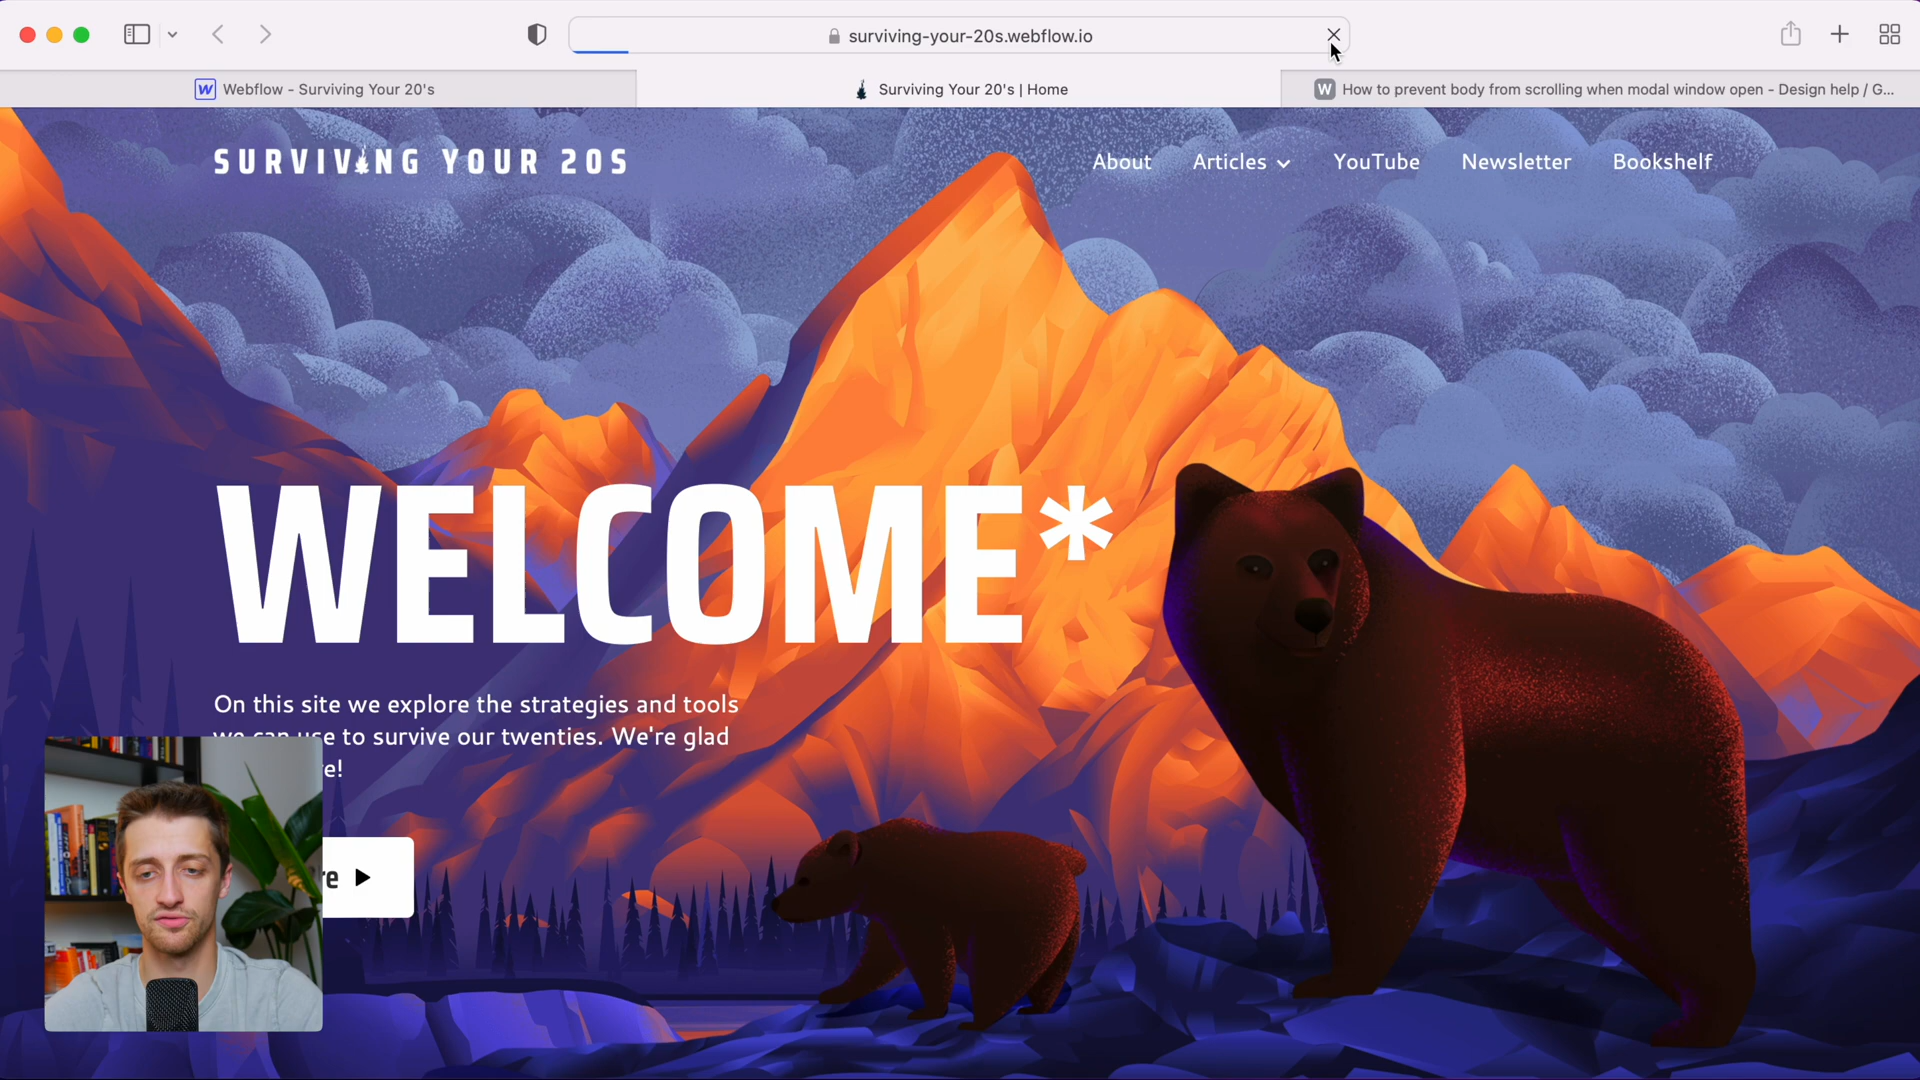 surviving-your-20s.webflow.io
Webflow - Surviving Your 20's
Surviving Your 20's | Home
How to prevent body from scrolling when modal window open - Design help / G...
SURVIVING YOUR 20S
About
Articles
YouTube
Newsletter
Bookshelf
WELCOME*
On this site we explore the strategies and tools
we can use to survive our twenties. We're glad